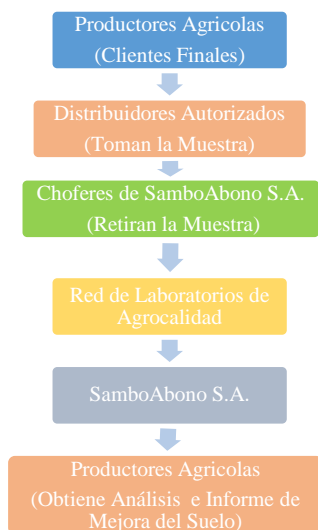 Productores Agricolas
(Clientes Finales)
Distribuidores Autorizados
(Toman la Muestra)
Choferes de SamboAbono S.A.
(Retiran la Muestra)
Red de Laboratorios de
Agrocalidad
SamboAbono S.A.
Productores Agricolas
(Obtiene Análisis e Informe de
Mejora del Suelo)